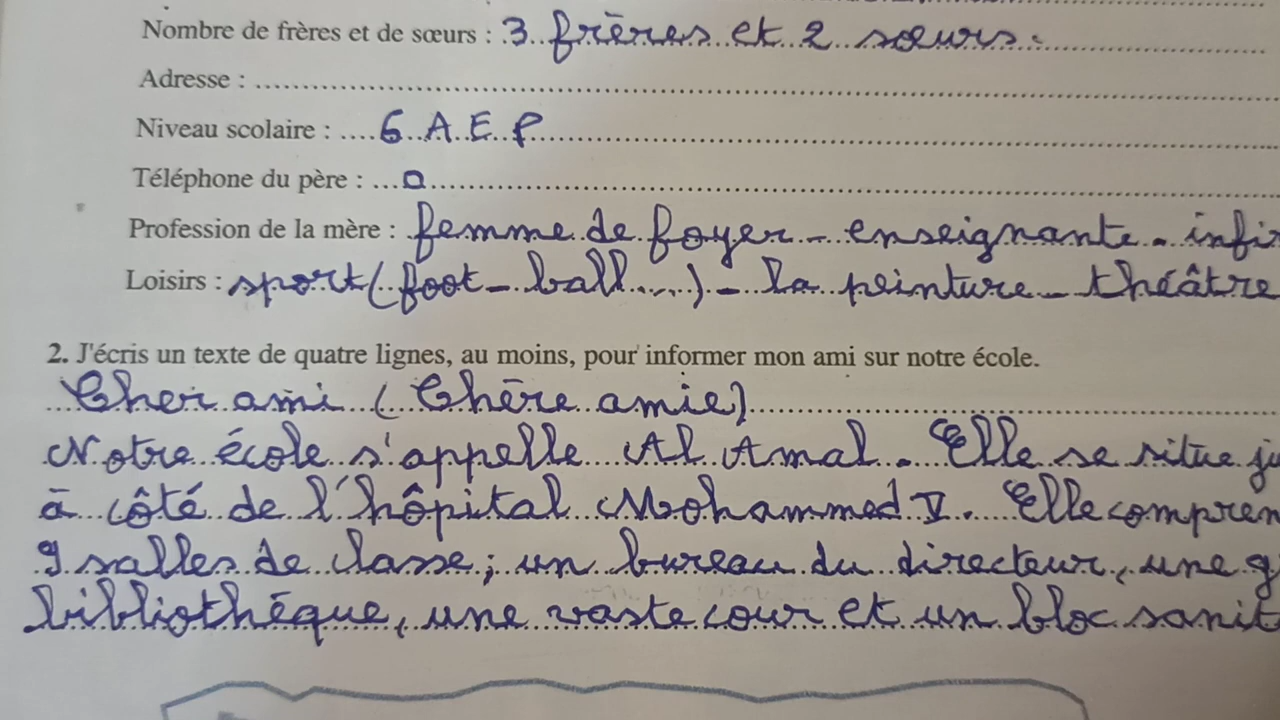 Nombre de frères et de sœurs : 3 frères et 2 sœurs.
Adresse :
Niveau scolaire : 6 A E P
Téléphone du père :
Profession de la mère : femme de foyer - enseignante - infi
Loisirs : sport (foot-ball....) - la peinture - théâtre
2. J'écris un texte de quatre lignes, au moins, pour informer mon ami sur notre école.
Cher ami (Chère amie)
Notre école s'appelle Al Amal. Elle se situe ju
à côté de l'hôpital Mohammed V. Elle compren
9 salles de classe; un bureau du directeur, une g
bibliothéque, une vaste cour et un bloc sanit